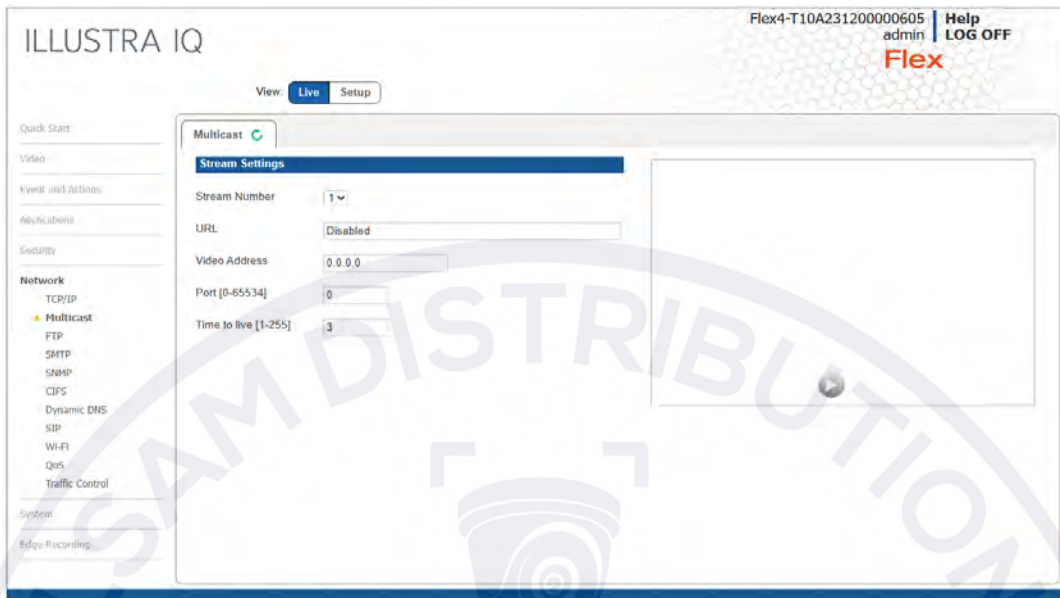 ILLUSTRA IQ
Flex4-T10A231200000605
Help
admin
LOG OFF
Flex
View:
Live
Setup
Quick Start
Video
Event and Actions
Applications
Security
Network
TCP/IP
Multicast
FTP
SMTP
SNMP
CIFS
Dynamic DNS
SIP
Wi-Fi
QoS
Traffic Control
System
Edge Recording
Multicast
Stream Settings
Stream Number
1
URL
Disabled
Video Address
0.0.0.0
Port [0-65534]
0
Time to live [1-255]
3
SAM DISTRIBUTION